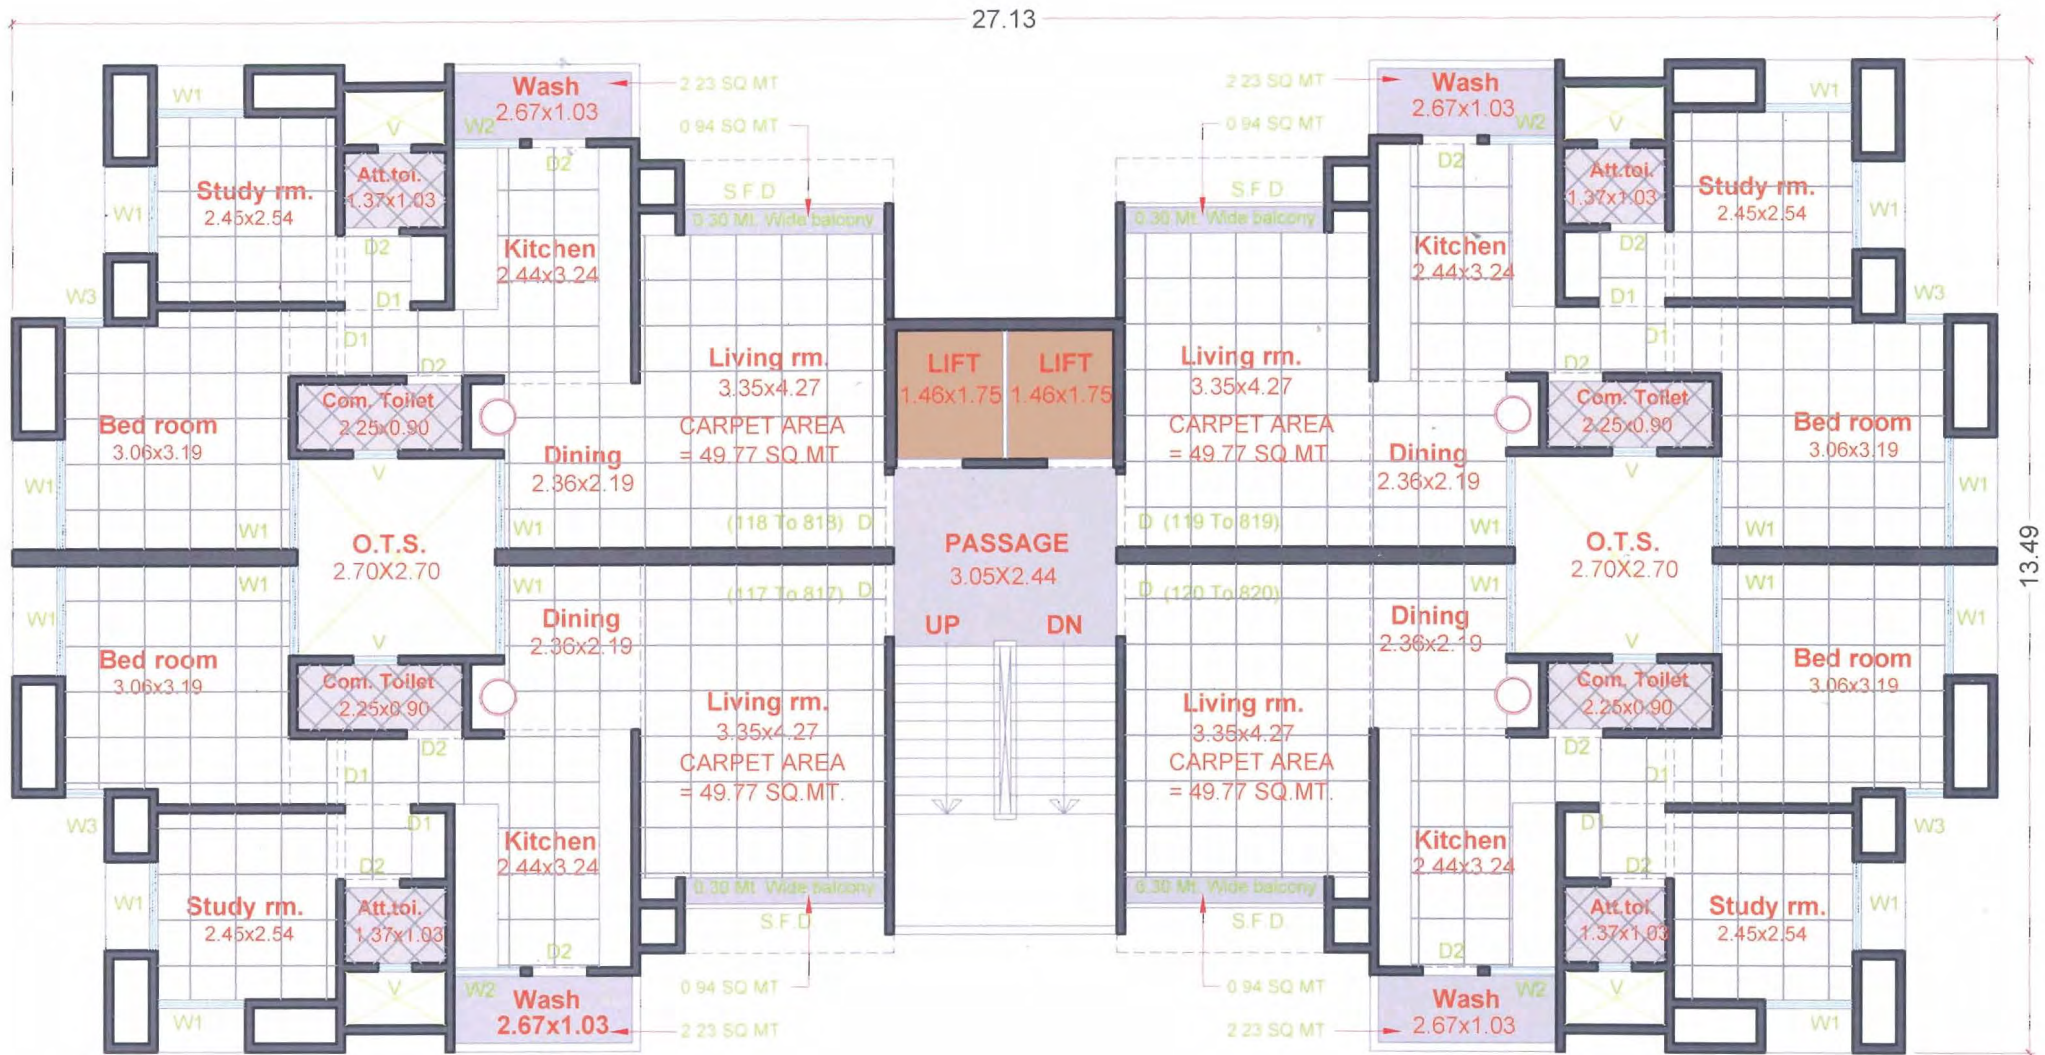 27.13
W1
Wash
2.67x1.03
2.23 SQ MT
2.23 SQ MT
Wash
2.67x1.03
W1
V
W2
0.94 SQ MT
0.94 SQ MT
W2
V
Att.toi.
1.37x1.03
D2
S.F.D
S.F.D
D2
Att.toi.
1.37x1.03
Study rm.
2.45x2.54
W1
0.30 Mt. Wide balcony
0.30 Mt. Wide balcony
Study rm.
2.45x2.54
W1
D2
Kitchen
2.44x3.24
Kitchen
2.44x3.24
D2
W3
D1
D1
W3
D1
D2
Living rm.
3.35x4.27
LIFT
1.46x1.75
LIFT
1.46x1.75
Living rm.
3.35x4.27
D2
D1
Com. Toilet
2.25x0.90
CARPET AREA
= 49.77 SQ.MT.
CARPET AREA
= 49.77 SQ.MT.
Com. Toilet
2.25x0.90
Bed room
3.06x3.19
Dining
2.36x2.19
Dining
2.36x2.19
Bed room
3.06x3.19
V
V
W1
W1
W1
(118 To 818) D
D (119 To 819)
W1
W1
W1
O.T.S.
2.70X2.70
PASSAGE
3.05X2.44
O.T.S.
2.70X2.70
13.49
W1
W1
W1
(117 To 817) D
D (120 To 820)
W1
W1
W1
Dining
2.36x2.19
UP
DN
Dining
2.36x2.19
V
V
Bed room
3.06x3.19
Com. Toilet
2.25x0.90
Com. Toilet
2.25x0.90
Bed room
3.06x3.19
Living rm.
3.35x4.27
Living rm.
3.35x4.27
D2
D2
CARPET AREA
= 49.77 SQ.MT.
CARPET AREA
= 49.77 SQ.MT.
D1
D1
W3
D1
D1
W3
Kitchen
2.44x3.24
Kitchen
2.44x3.24
D2
D2
W1
Study rm.
2.45x2.54
Att.toi.
1.37x1.03
0.30 Mt. Wide balcony
0.30 Mt. Wide balcony
Att.toi.
1.37x1.03
Study rm.
2.45x2.54
W1
S.F.D
S.F.D
D2
D2
V
W2
0.94 SQ MT
0.94 SQ MT
W2
V
Wash
2.67x1.03
Wash
2.67x1.03
W1
2.23 SQ MT
2.23 SQ MT
W1